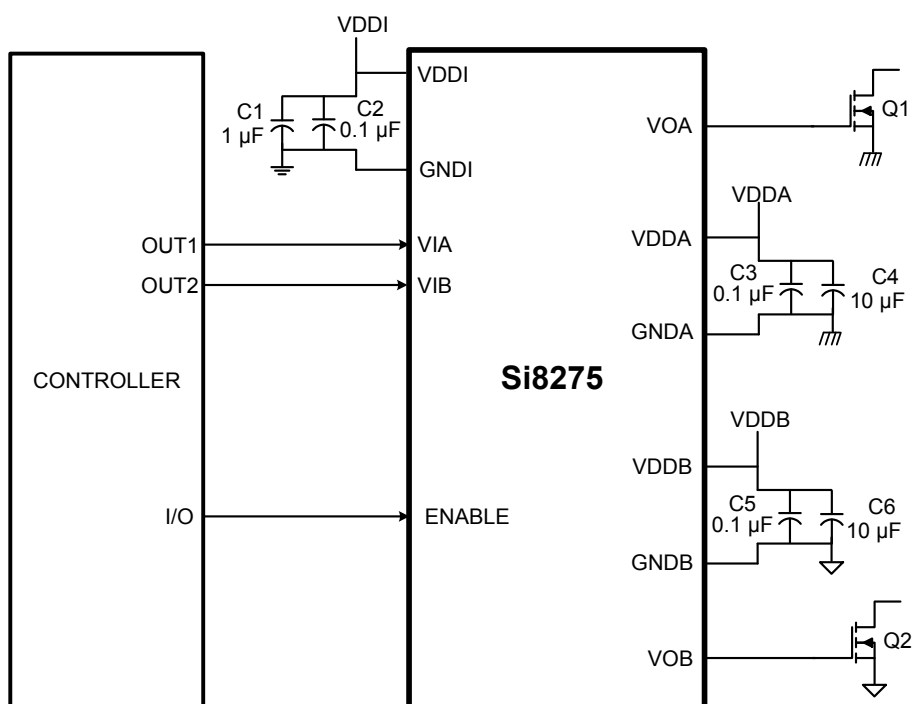 VDDI
VDDI
C1
1 µF
C2
0.1 µF
GNDI
VOA
Q1
VDDA
VDDA
C3
0.1 µF
C4
10 µF
GNDA
OUT1
VIA
OUT2
VIB
CONTROLLER
Si8275
VDDB
VDDB
C5
0.1 µF
C6
10 µF
I/O
ENABLE
GNDB
VOB
Q2